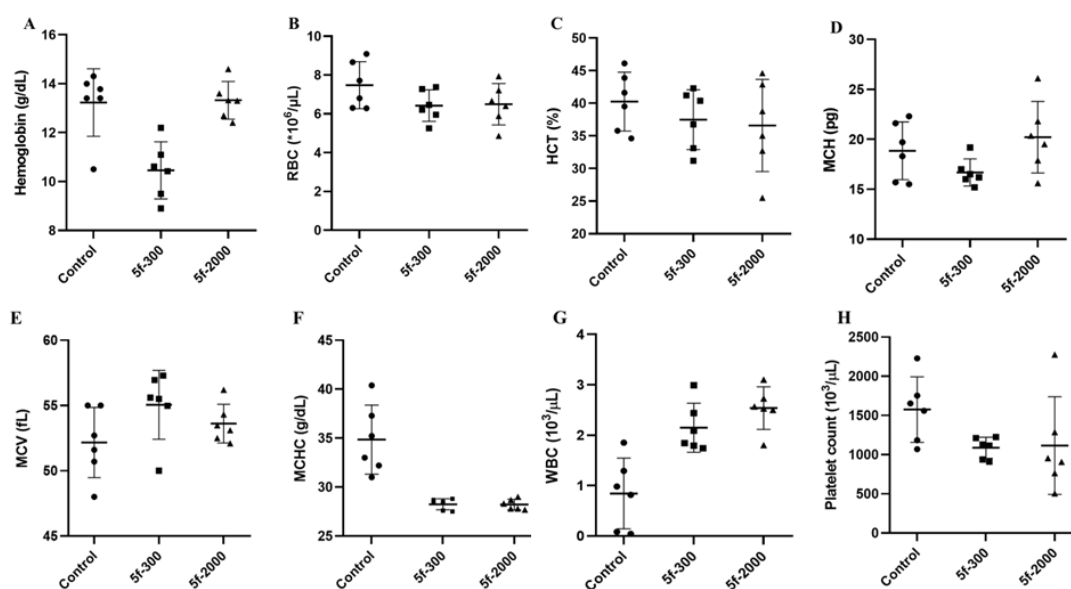 A
Hemoglobin (g/dL)
16
14
12
10
8
Control
5f-300
5f-2000
B
RBC (*10⁶/µL)
10
8
6
4
2
0
Control
5f-300
5f-2000
C
HCT (%)
50
45
40
35
30
25
20
Control
5f-300
5f-2000
D
MCH (pg)
30
25
20
15
10
Control
5f-300
5f-2000
E
MCV (fL)
60
55
50
45
Control
5f-300
5f-2000
F
MCHC (g/dL)
45
40
35
30
25
Control
5f-300
5f-2000
G
WBC (10³/µL)
4
3
2
1
0
Control
5f-300
5f-2000
H
Platelet count (10³/µL)
2500
2000
1500
1000
500
0
Control
5f-300
5f-2000